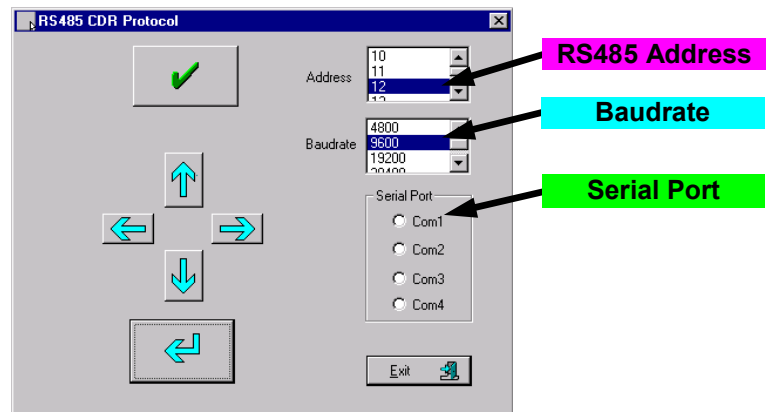 RS485 CDR Protocol
Address
10
11
12
RS485 Address
Baudrate
4800
9600
19200
Baudrate
Serial Port
Com1
Com2
Com3
Com4
Serial Port
Exit